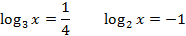 log₃ x = 1/4    log₂ x = −1